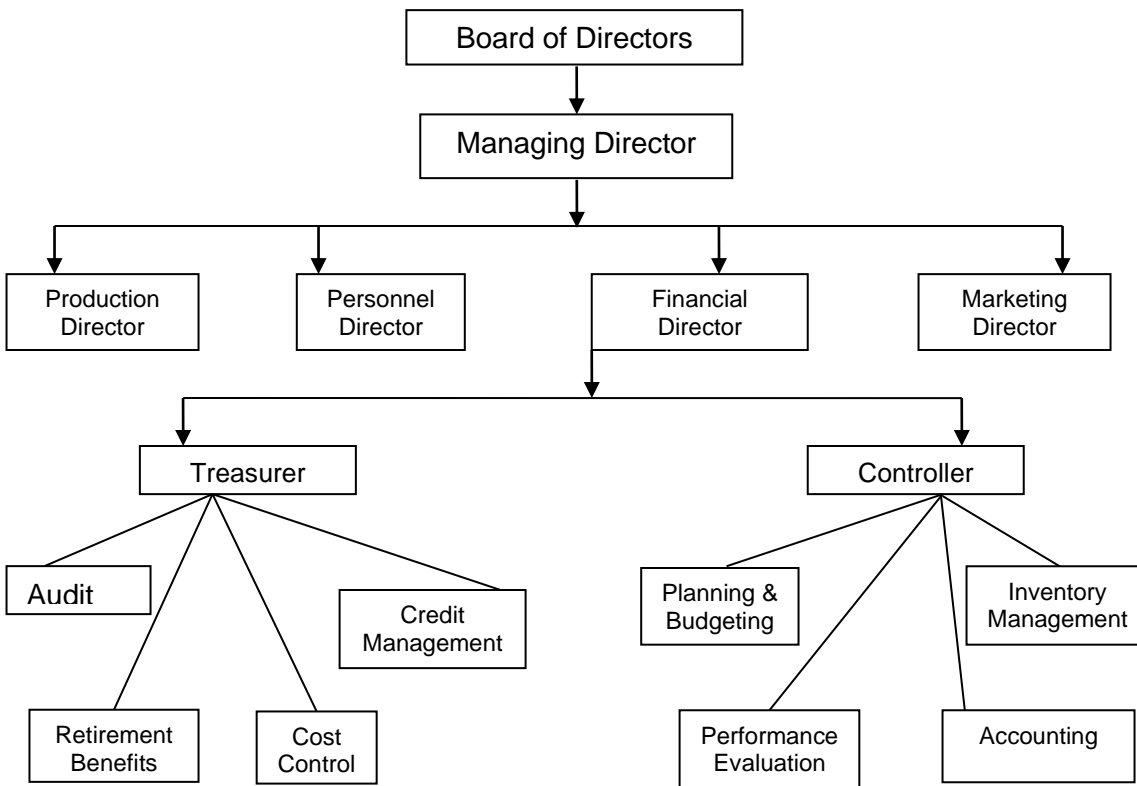 Board of Directors
Managing Director
Production
Director
Personnel
Director
Financial
Director
Marketing
Director
Treasurer
Controller
Audit
Credit
Management
Planning &
Budgeting
Inventory
Management
Retirement
Benefits
Cost
Control
Performance
Evaluation
Accounting